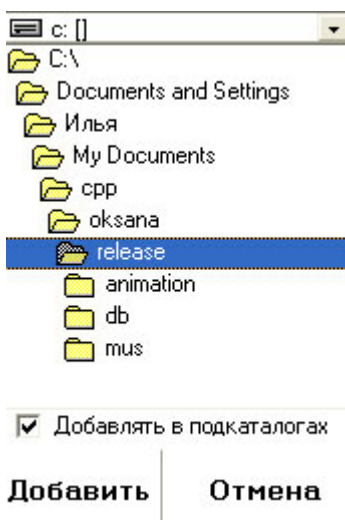 c: []
C:\
Documents and Settings
Илья
My Documents
cpp
oksana
release
animation
db
mus
Добавлять в подкаталогах
Добавить
Отмена